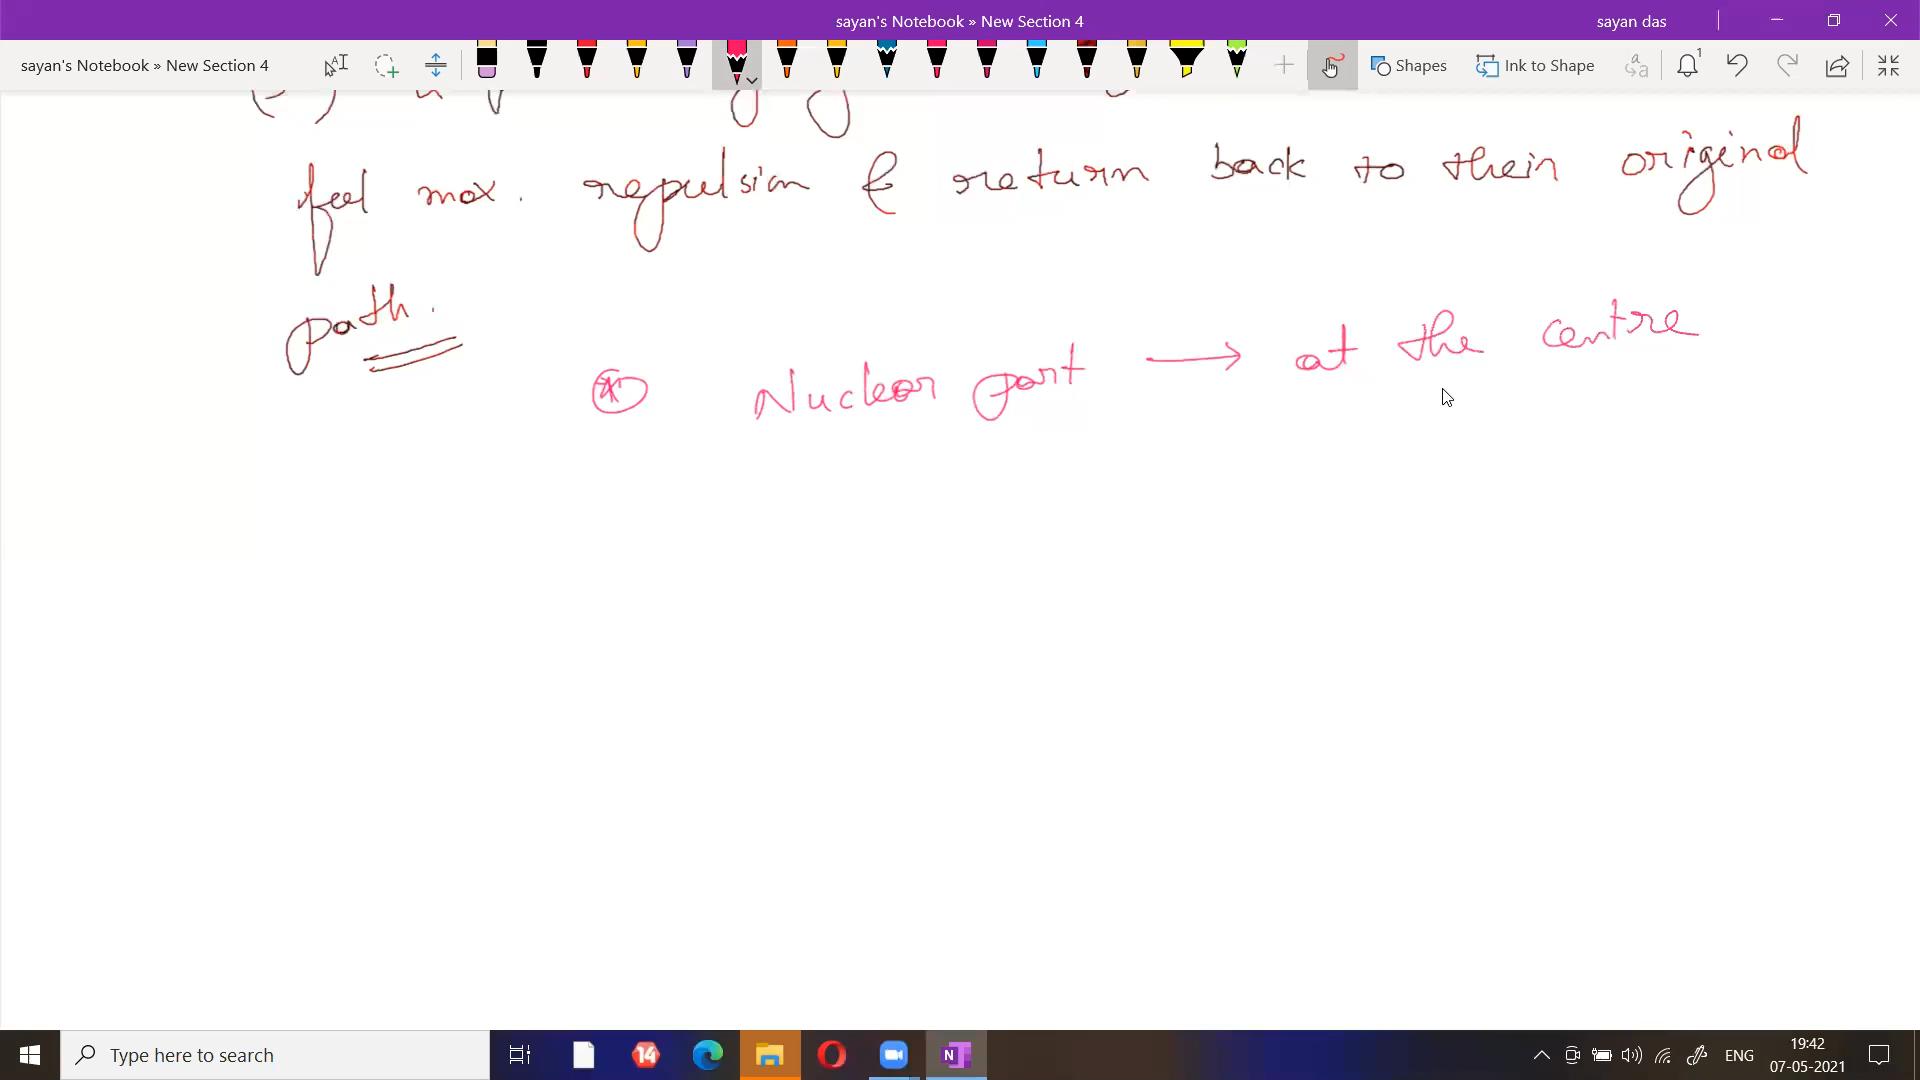 sayan's Notebook » New Section 4
sayan das
sayan's Notebook » New Section 4
Shapes
Ink to Shape
feel max. repulsion & return back to their original
path.
* Nuclear part → at the centre
Type here to search
14
ENG
19:42
07-05-2021